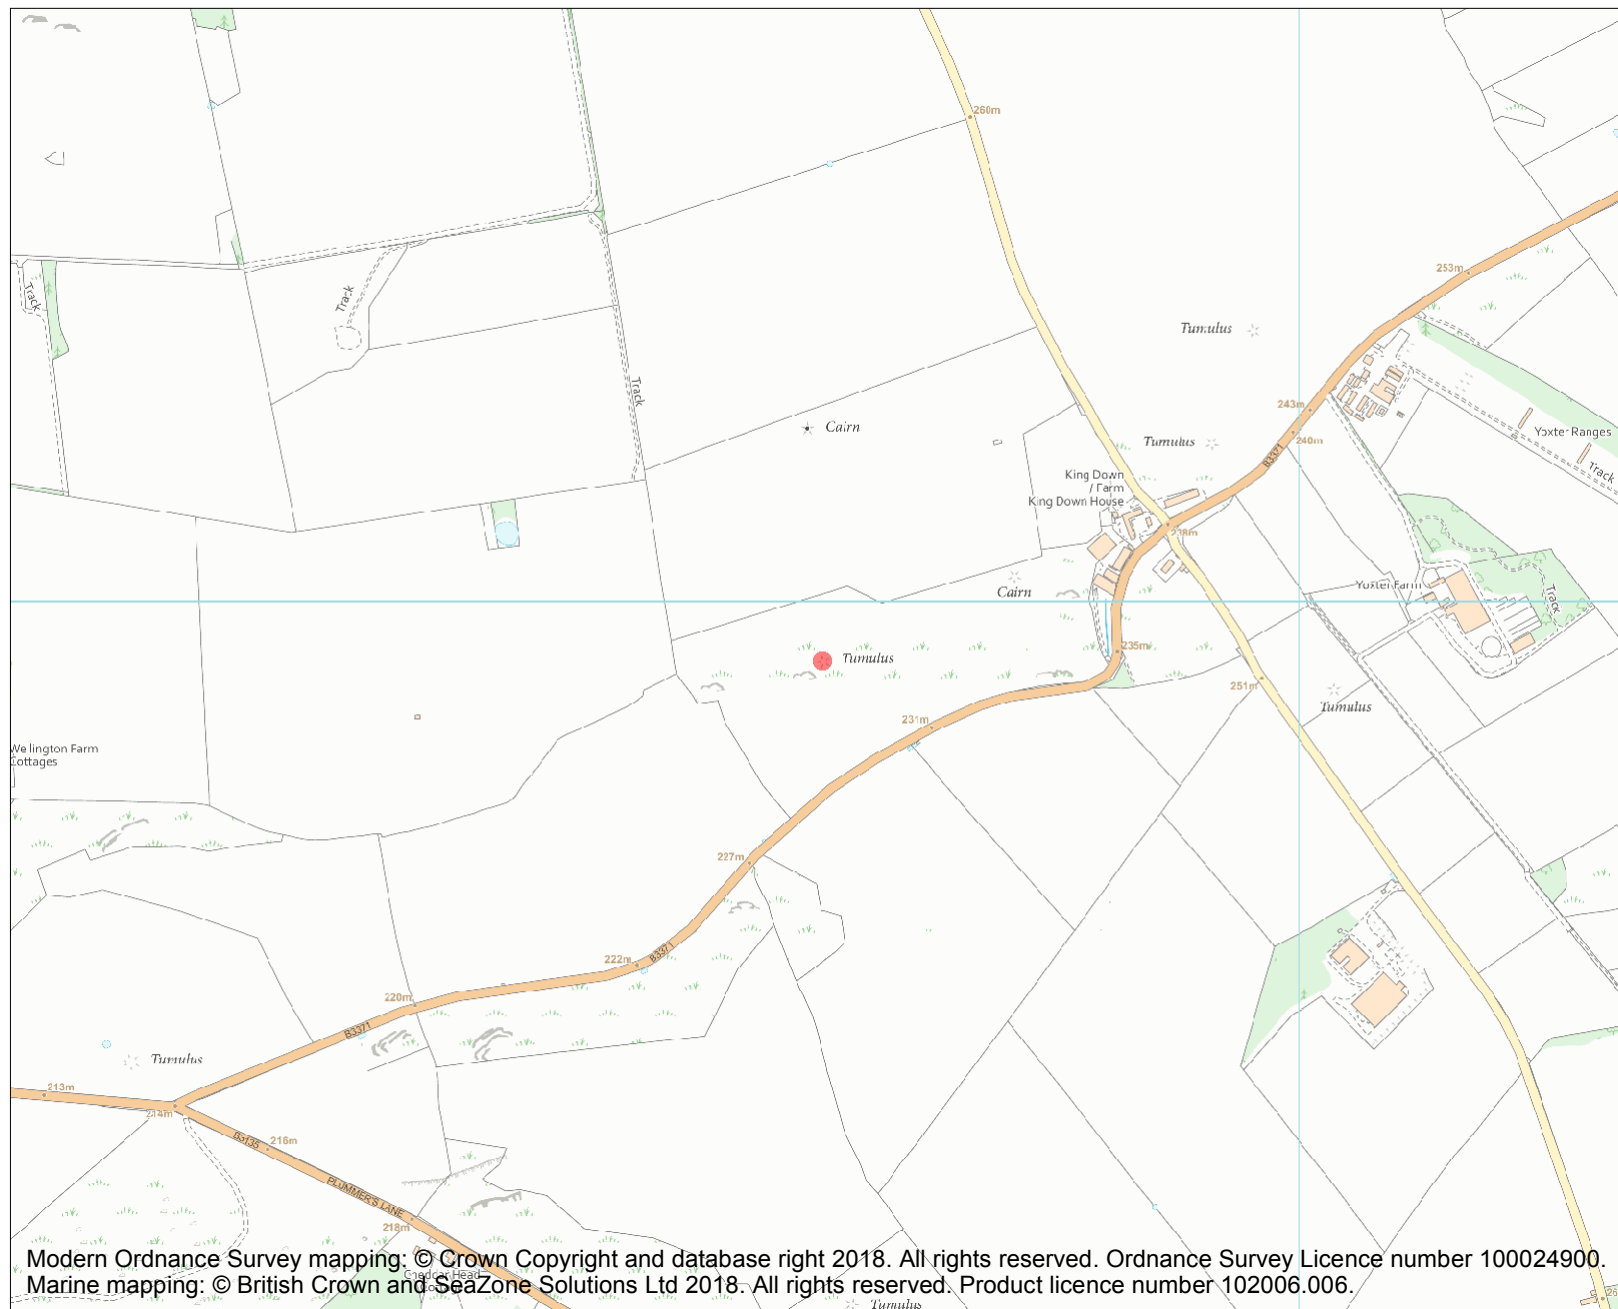 260m
253m
Track
Track
Tumulus
Track
243m
Cairn
240m
Yoxter Ranges
Tumulus
B3371
Track
King Down
Farm
King Down House
238m
Yoxter Farm
Cairn
Track
235m
Tumulus
251m
Tumulus
231m
Wellington Farm
Cottages
227m
222m
B3371
220m
B3371
Tumulus
213m
214m
B3135
216m
PLUMMER'S LANE
218m
Modern Ordnance Survey mapping: © Crown Copyright and database right 2018. All rights reserved. Ordnance Survey Licence number 100024900.
Cheddar Head
Marine mapping: © British Crown and SeaZone Solutions Ltd 2018. All rights reserved. Product licence number 102006.006.
Tumulus